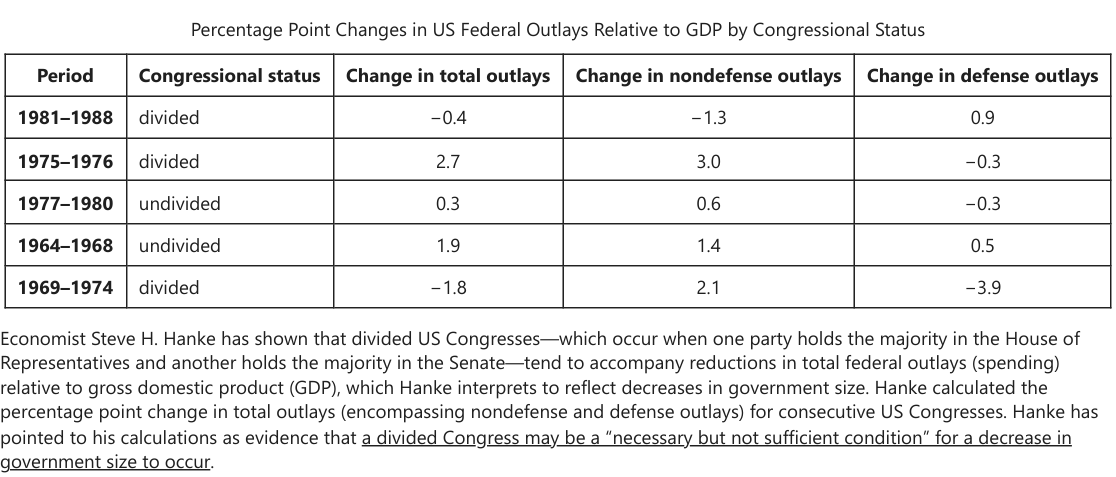 Percentage Point Changes in US Federal Outlays Relative to GDP by Congressional Status
Period Congressional status Change in total outlays Change in nondefense outlays Change in defense outlays
1981–1988 divided −0.4 −1.3 0.9
1975–1976 divided 2.7 3.0 −0.3
1977–1980 undivided 0.3 0.6 −0.3
1964–1968 undivided 1.9 1.4 0.5
1969–1974 divided −1.8 2.1 −3.9
Economist Steve H. Hanke has shown that divided US Congresses—which occur when one party holds the majority in the House of
Representatives and another holds the majority in the Senate—tend to accompany reductions in total federal outlays (spending)
relative to gross domestic product (GDP), which Hanke interprets to reflect decreases in government size. Hanke calculated the
percentage point change in total outlays (encompassing nondefense and defense outlays) for consecutive US Congresses. Hanke has
pointed to his calculations as evidence that a divided Congress may be a “necessary but not sufficient condition” for a decrease in
government size to occur.